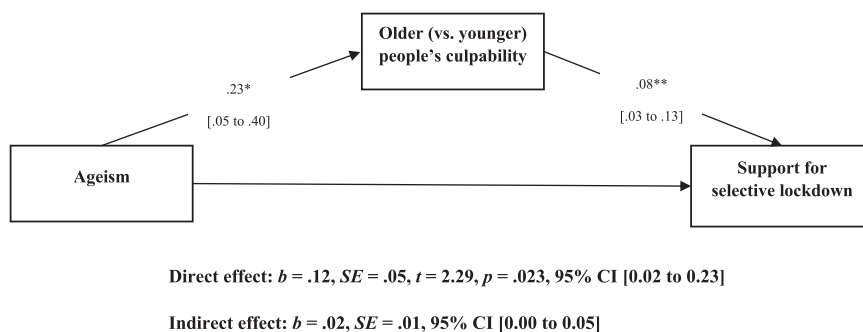 Older (vs. younger)
people’s culpability
.23*
[.05 to .40]
.08**
[.03 to .13]
Ageism
Support for
selective lockdown
Direct effect: b = .12, SE = .05, t = 2.29, p = .023, 95% CI [0.02 to 0.23]
Indirect effect: b = .02, SE = .01, 95% CI [0.00 to 0.05]